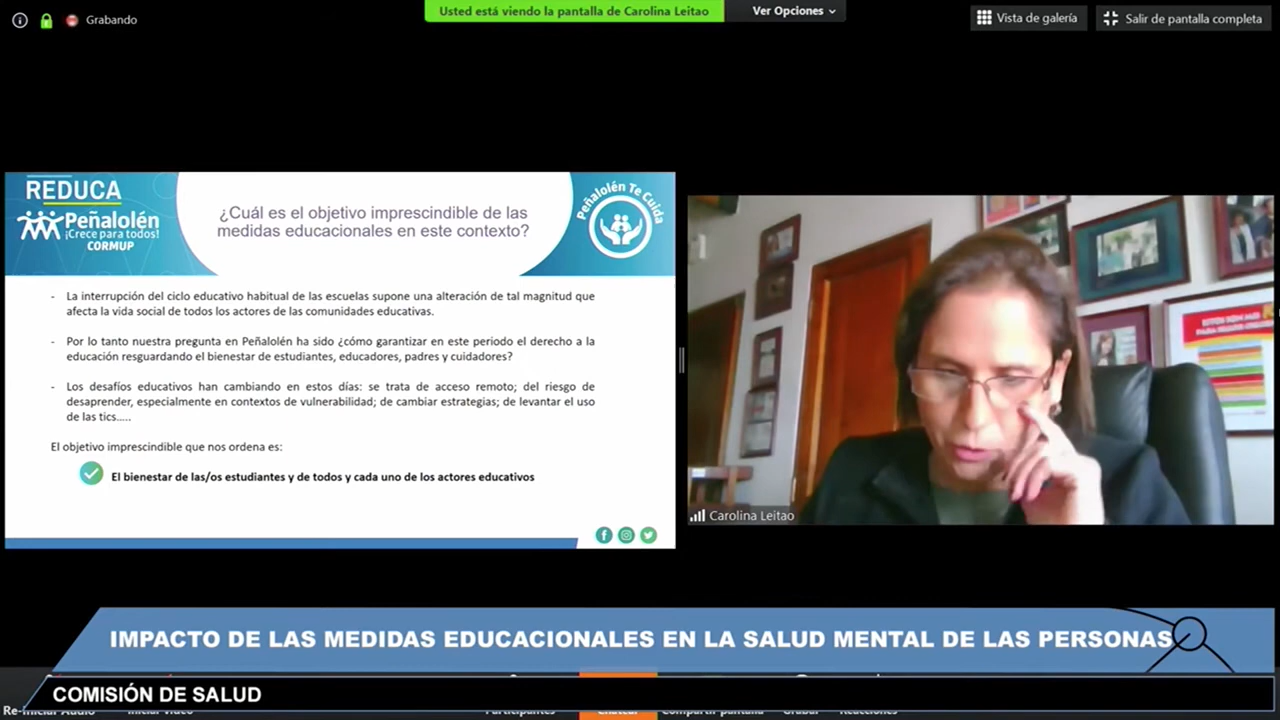 Grabando
Usted está viendo la pantalla de Carolina Leitao
Ver Opciones
Vista de galería
Salir de pantalla completa
REDUCA
Peñalolén
¡Crece para todos!
CORMUP
¿Cuál es el objetivo imprescindible de las
medidas educacionales en este contexto?
Peñalolén Te Cuida
- La interrupción del ciclo educativo habitual de las escuelas supone una alteración de tal magnitud que
afecta la vida social de todos los actores de las comunidades educativas.
- Por lo tanto nuestra pregunta en Peñalolén ha sido ¿cómo garantizar en este periodo el derecho a la
educación resguardando el bienestar de estudiantes, educadores, padres y cuidadores?
- Los desafíos educativos han cambiando en estos días: se trata de acceso remoto; del riesgo de
desaprender, especialmente en contextos de vulnerabilidad; de cambiar estrategias; de levantar el uso
de las tics.....
El objetivo imprescindible que nos ordena es:
El bienestar de las/os estudiantes y de todos y cada uno de los actores educativos
Carolina Leitao
IMPACTO DE LAS MEDIDAS EDUCACIONALES EN LA SALUD MENTAL DE LAS PERSONAS
COMISIÓN DE SALUD